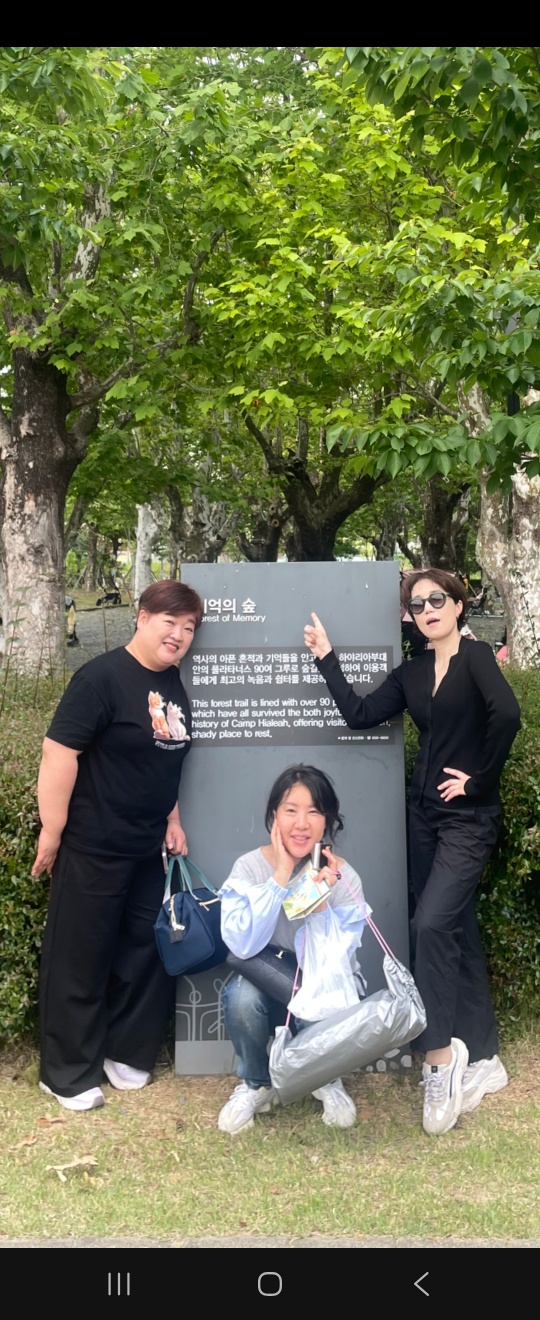 억의 숲
orest of Memory
역사의 아픈 흔적과 기억들을 안고 하야리아부대
안의 플라타너스 90여 그루로 숲길 하여 이용객
들에게 최고의 녹음과 쉼터를 제공하 습니다.
This forest trail is lined with over 90 p
which have all survived the both joyf
history of Camp Hialeah, offering visito
shady place to rest.